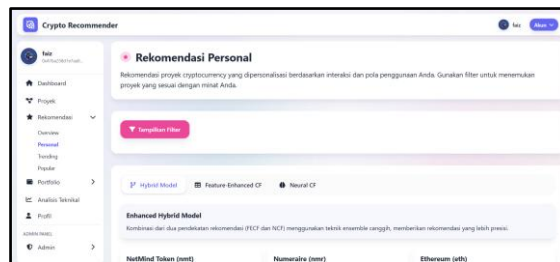 Crypto Recommender
faiz
Akun
faiz
Dashboard
Proyek
Rekomendasi
Overview
Personal
Trending
Popular
Portfolio
Analisis Teknikal
Profil
ADMIN PANEL
Admin
Rekomendasi Personal
Rekomendasi proyek cryptocurrency yang dipersonalisasi berdasarkan interaksi dan pola penggunaan Anda. Gunakan filter untuk menemukan
proyek yang sesuai dengan minat Anda.
Tampilkan Filter
Hybrid Model
Feature-Enhanced CF
Neural CF
Enhanced Hybrid Model
Kombinasi dari dua pendekatan rekomendasi (FECF dan NCF) menggunakan teknik ensemble canggih, memberikan rekomendasi yang lebih presisi.
NetMind Token (nmt)
Numeraire (nmr)
Ethereum (eth)